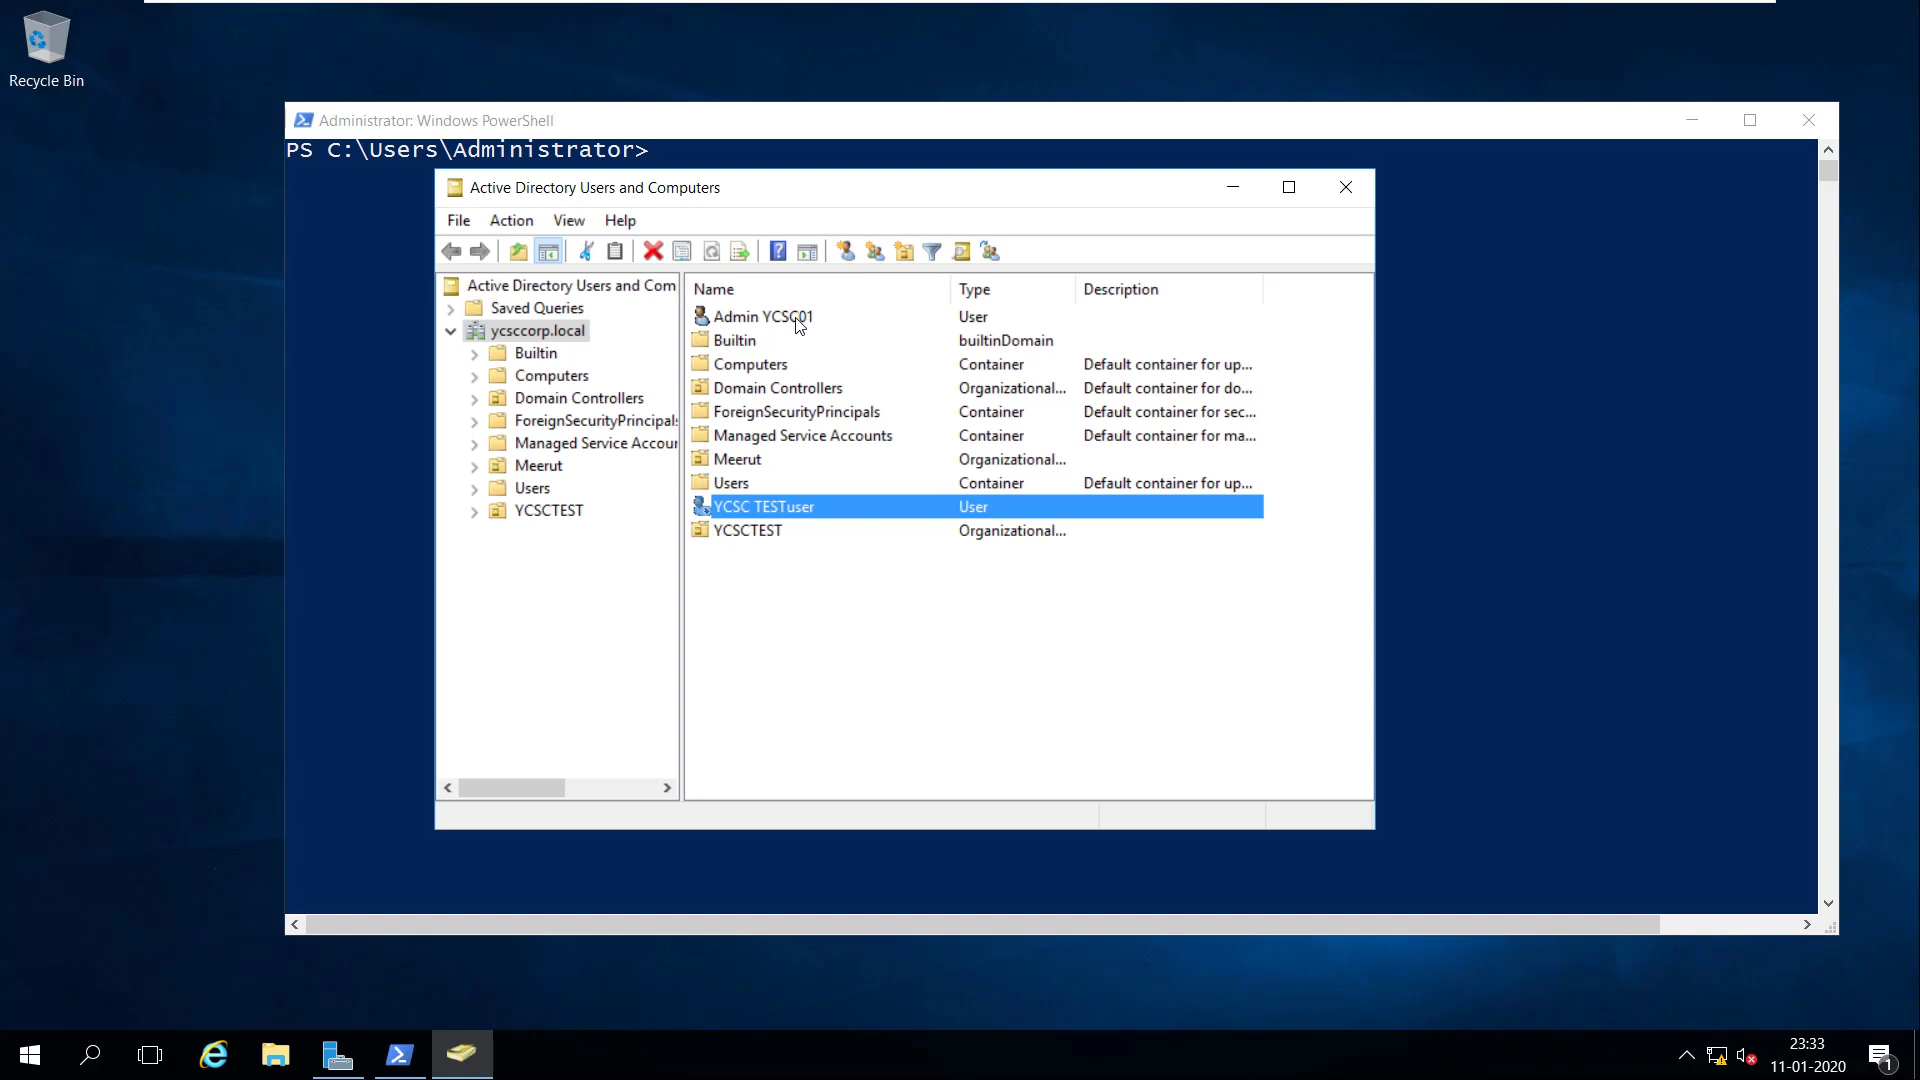 Recycle Bin
Administrator: Windows PowerShell
PS C:\Users\Administrator>
Active Directory Users and Computers
File Action View Help
Active Directory Users and Com
Saved Queries
ycsccorp.local
Builtin
Computers
Domain Controllers
ForeignSecurityPrincipals
Managed Service Accour
Meerut
Users
YCSCTEST
Name Type Description
Admin YCSC01 User
Builtin builtinDomain
Computers Container Default container for up...
Domain Controllers Organizational... Default container for do...
ForeignSecurityPrincipals Container Default container for sec...
Managed Service Accounts Container Default container for ma...
Meerut Organizational...
Users Container Default container for up...
YCSC TESTuser User
YCSCTEST Organizational...
23:33
11-01-2020
1